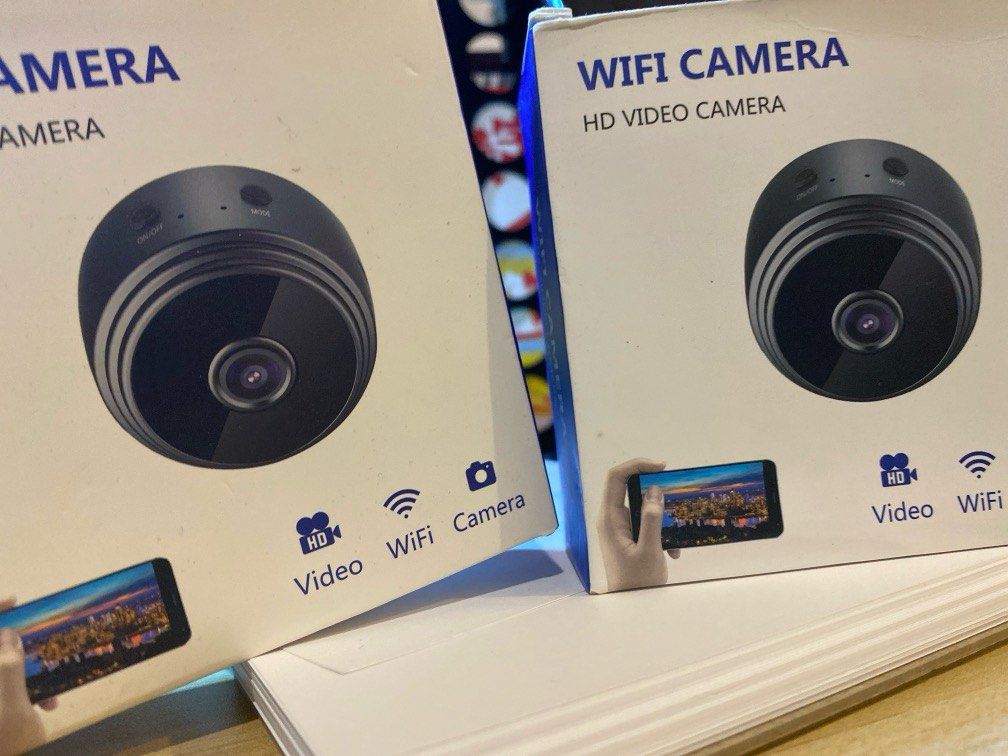 AMERA
AMERA
ON/OFF
MODE
HD
Video
WiFi
Camera
WIFI CAMERA
HD VIDEO CAMERA
ON/OFF
MODE
HD
Video
WiFi